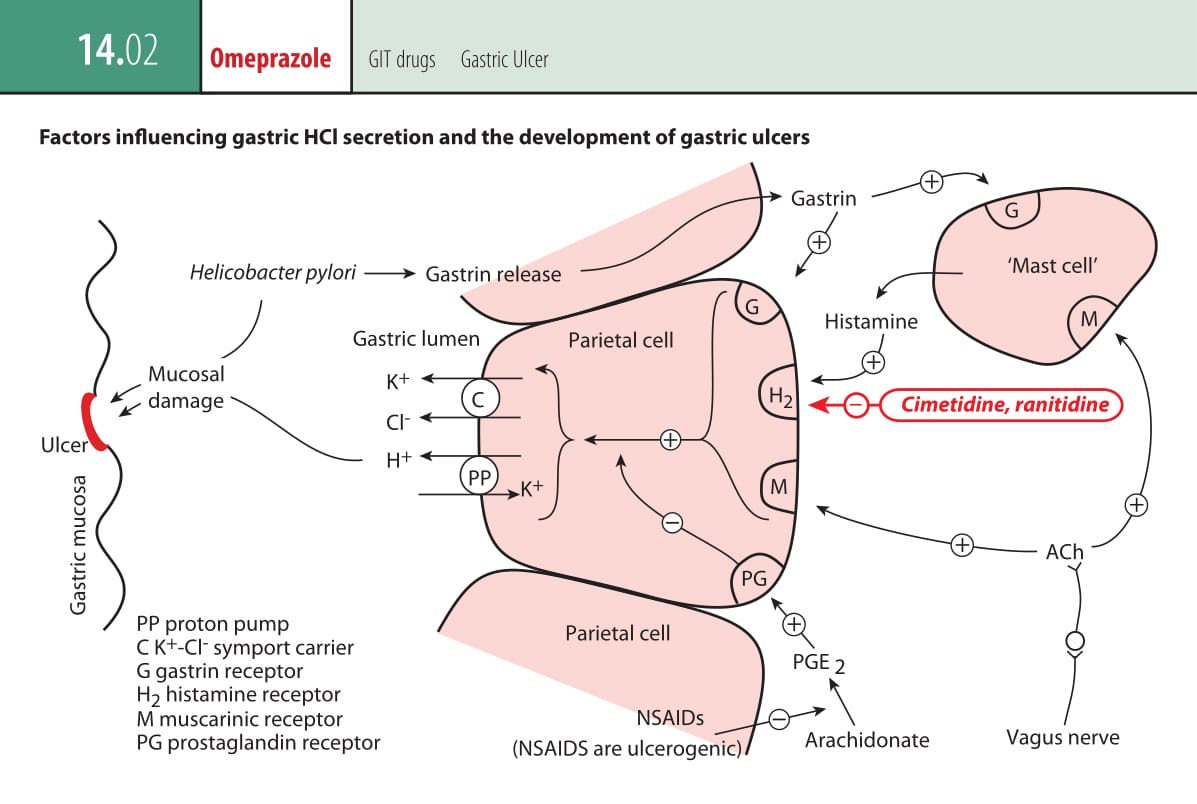 14.02
Omeprazole
GIT drugs
Gastric Ulcer
Factors influencing gastric HCl secretion and the development of gastric ulcers
Gastrin
+
G
+
Helicobacter pylori
Gastrin release
'Mast cell'
G
M
Histamine
Gastric lumen
Parietal cell
+
Mucosal
damage
K+
C
Cl-
H2
−
Cimetidine, ranitidine
Ulcer
H+
+
PP
K+
M
Gastric mucosa
−
+
+
ACh
PG
PP proton pump
C K+-Cl- symport carrier
G gastrin receptor
H2 histamine receptor
M muscarinic receptor
PG prostaglandin receptor
Parietal cell
+
PGE 2
NSAIDs
−
(NSAIDS are ulcerogenic)
Arachidonate
Vagus nerve